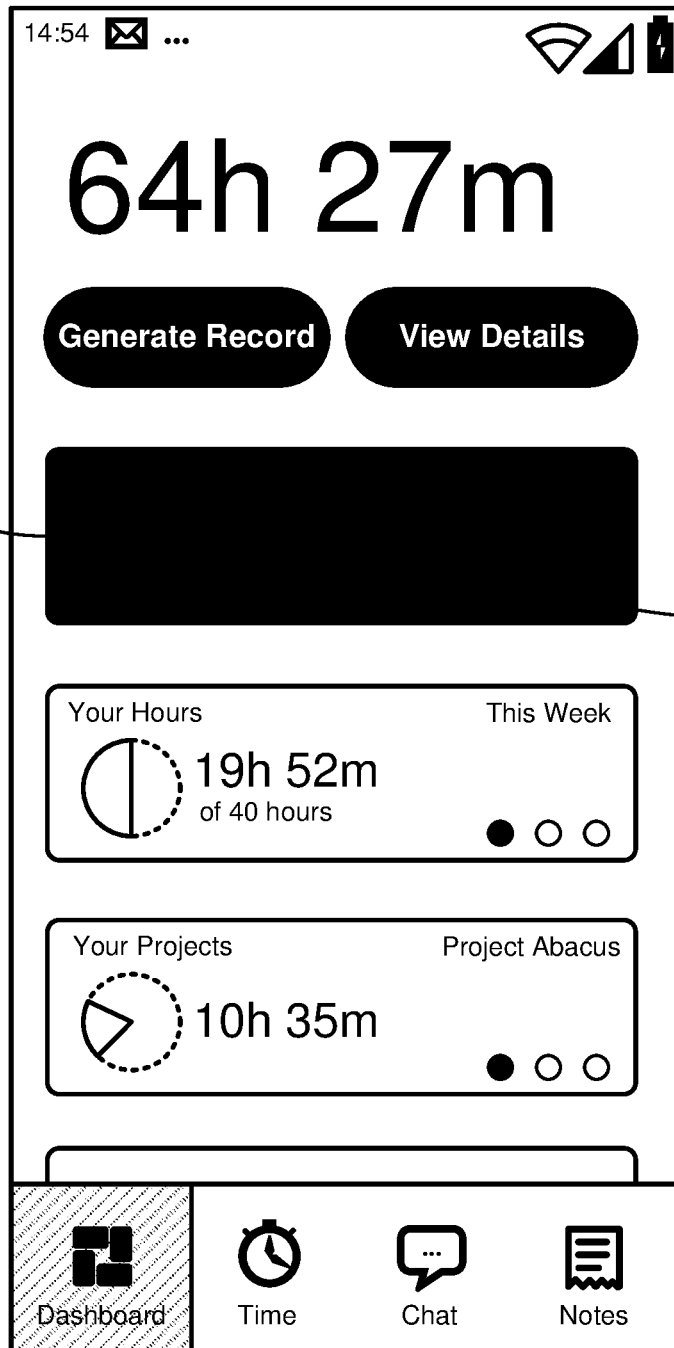 14:54 ...
64h 27m
Generate Record View Details
Your Hours This Week
19h 52m
of 40 hours
Your Projects Project Abacus
10h 35m
Dashboard Time Chat Notes